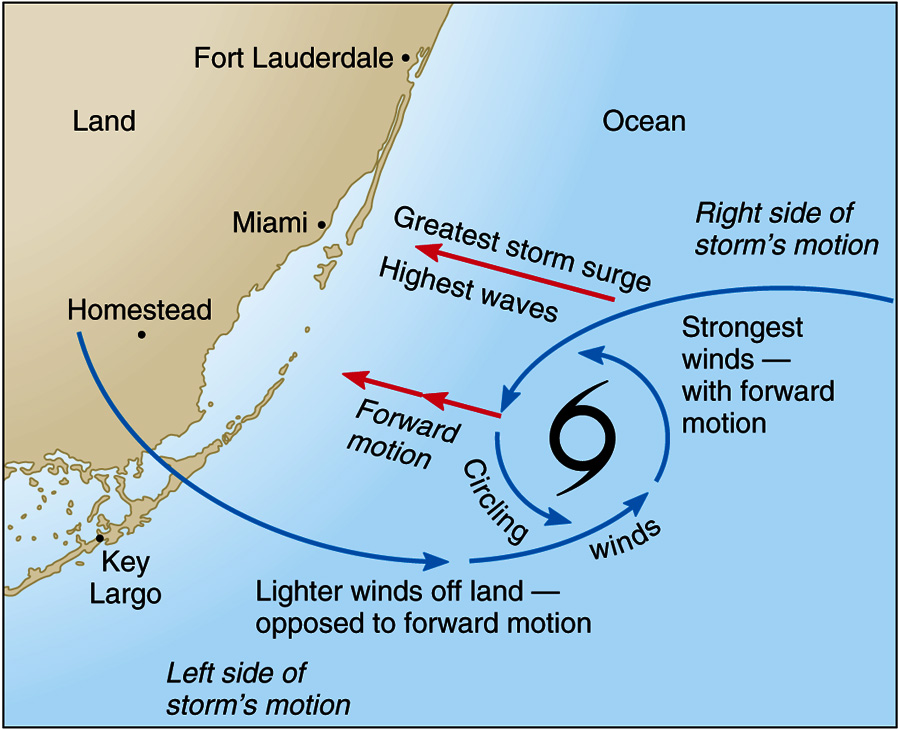 Fort Lauderdale
Land
Ocean
Miami
Greatest storm surge
Highest waves
Right side of
storm's motion
Homestead
Strongest
winds —
with forward
motion
Forward
motion
Circling
winds
Key
Largo
Lighter winds off land —
opposed to forward motion
Left side of
storm's motion